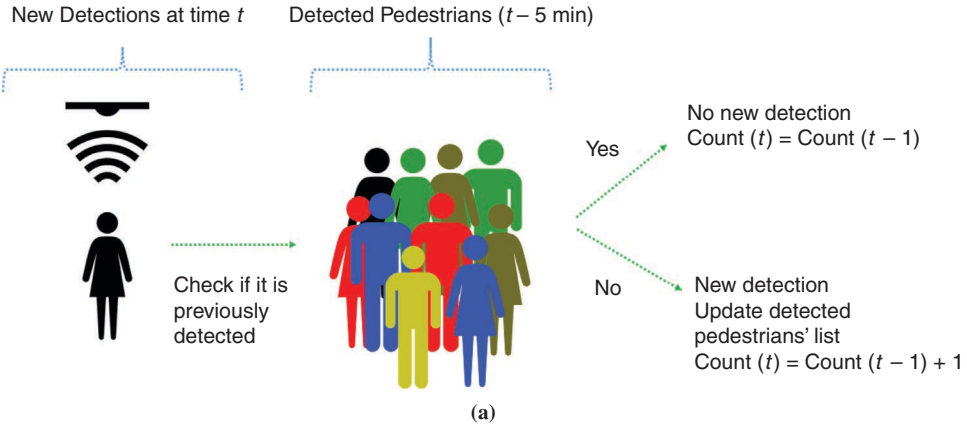 New Detections at time t
Detected Pedestrians (t – 5 min)
Check if it is
previously
detected
Yes
No new detection
Count (t) = Count (t – 1)
No
New detection
Update detected
pedestrians’ list
Count (t) = Count (t – 1) + 1
(a)